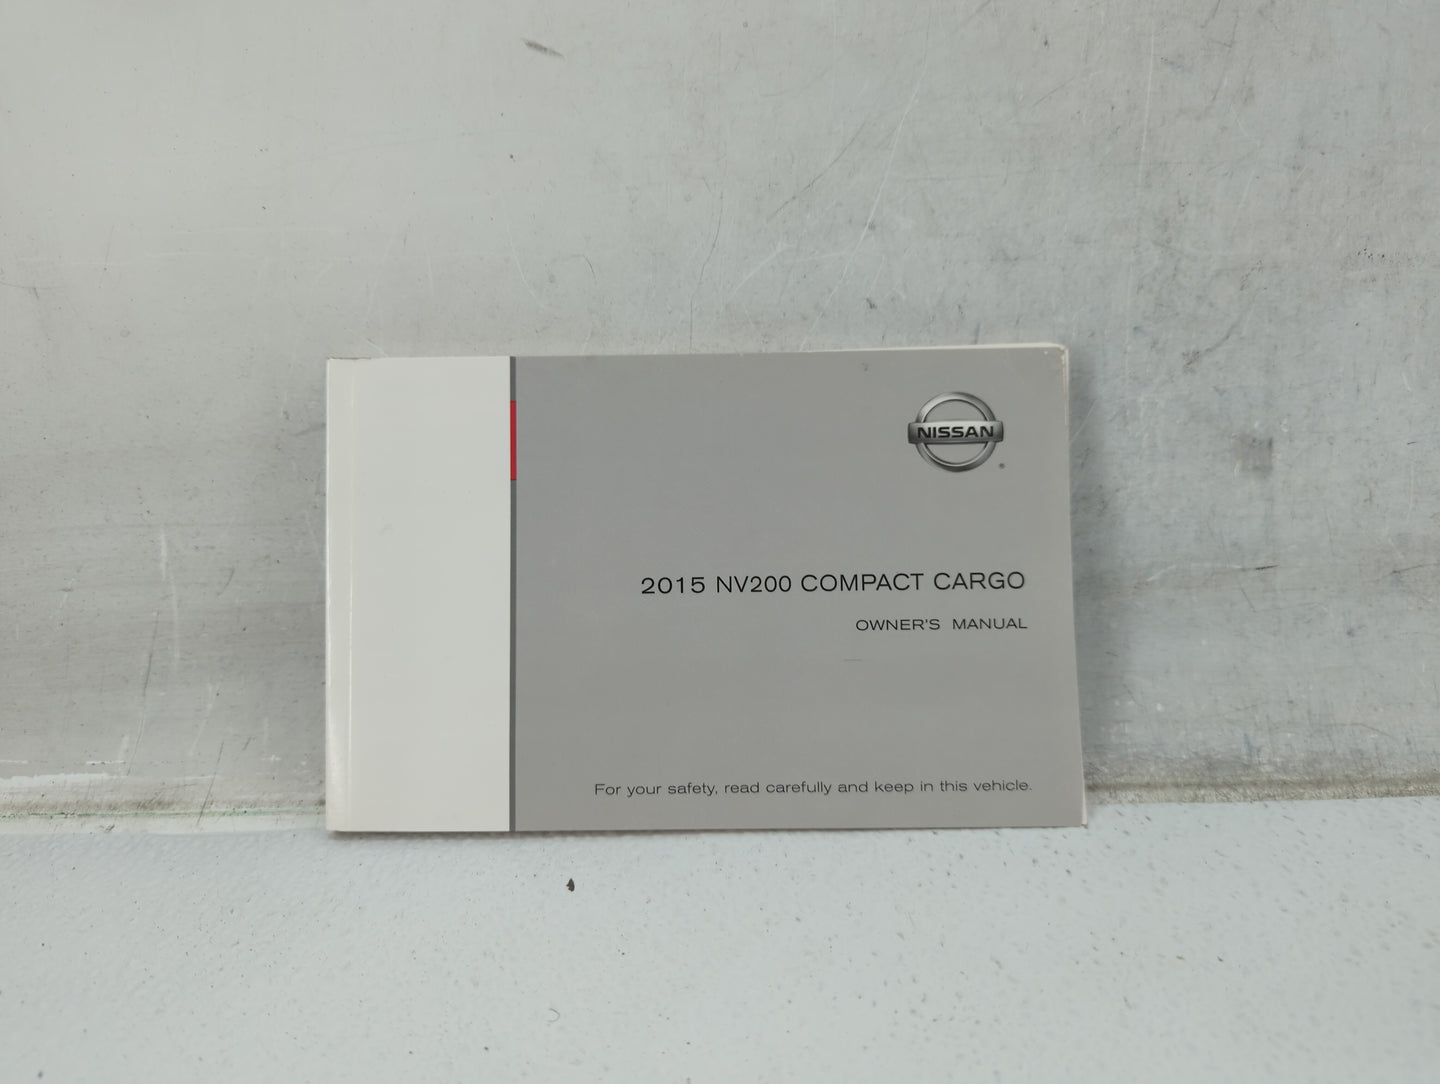 NISSAN
2015 NV200 COMPACT CARGO
OWNER'S MANUAL
For your safety, read carefully and keep in this vehicle.